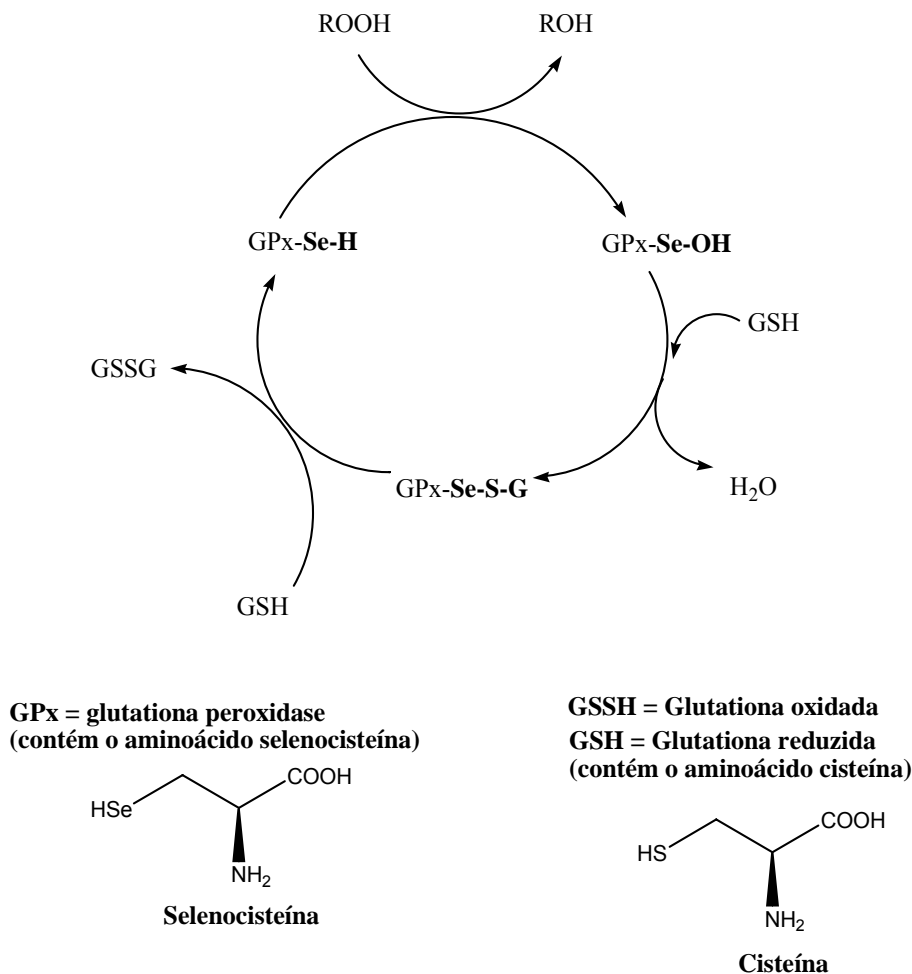 ROOH ROH
GPx-Se-H GPx-Se-OH
GSH
GSSG
GPx-Se-S-G H₂O
GSH
GPx = glutationa peroxidase
(contém o aminoácido selenocisteína)
HSe
COOH
NH₂
Selenocisteína
GSSH = Glutationa oxidada
GSH = Glutationa reduzida
(contém o aminoácido cisteína)
HS
COOH
NH₂
Cisteína